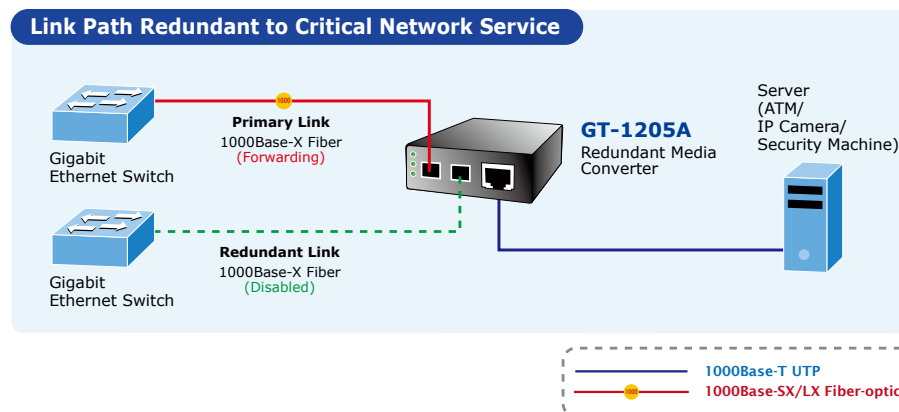 Link Path Redundant to Critical Network Service
1000
Primary Link
1000Base-X Fiber
(Forwarding)
Gigabit
Ethernet Switch
GT-1205A
Redundant Media
Converter
Server
(ATM/
IP Camera/
Security Machine)
Redundant Link
1000Base-X Fiber
(Disabled)
Gigabit
Ethernet Switch
1000Base-T UTP
1000
1000Base-SX/LX Fiber-optic